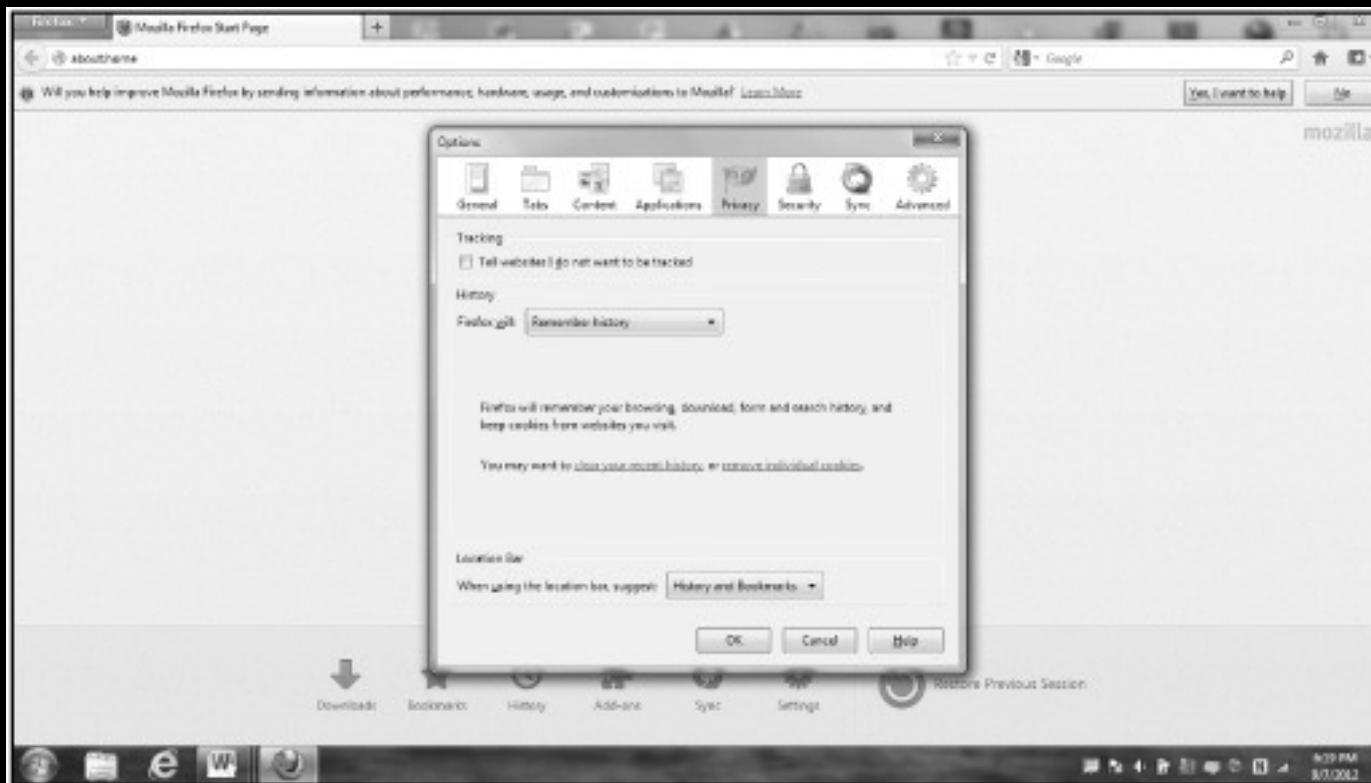 Firefox
Mozilla Firefox Start Page
+
about:home
Google
Will you help improve Mozilla Firefox by sending information about performance, hardware, usage, and customizations to Mozilla? Learn More
Yes, I want to help
No
mozilla
Options
General Tabs Content Applications Privacy Security Sync Advanced
Tracking
Tell websites I do not want to be tracked
History
Firefox will: Remember history
Firefox will remember your browsing, download, form and search history, and
keep cookies from websites you visit.
You may want to clear your recent history, or remove individual cookies.
Location Bar
When using the location bar, suggest: History and Bookmarks
OK Cancel Help
Downloads Bookmarks History Add-ons Sync Settings
Restore Previous Session